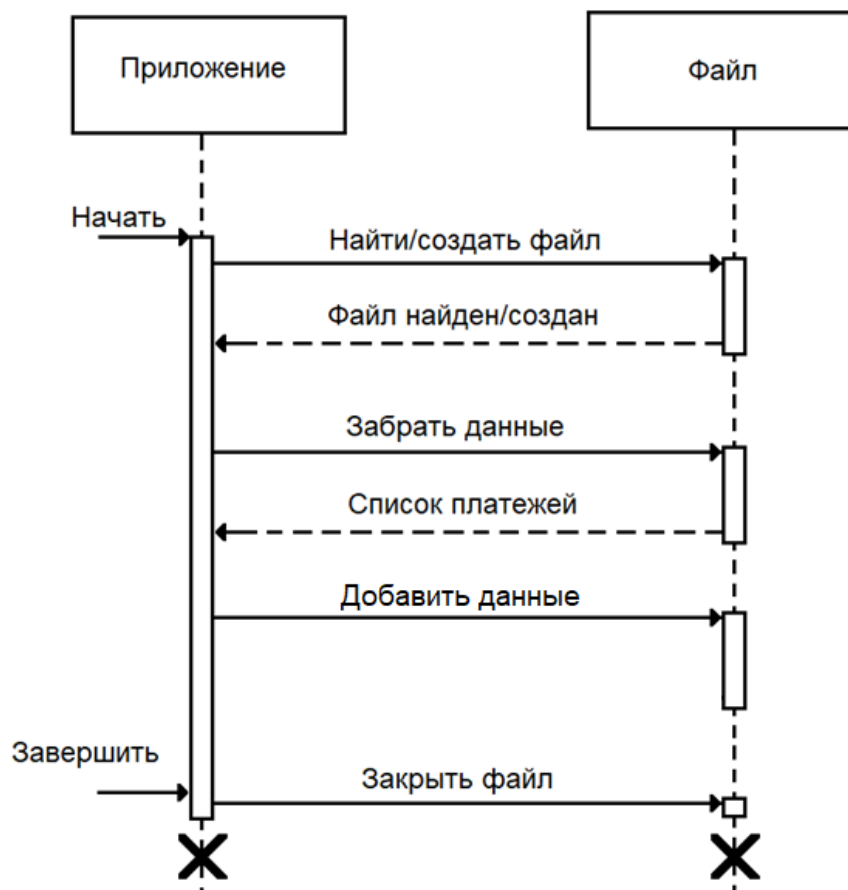 Приложение
Файл
Начать
Найти/создать файл
Файл найден/создан
Забрать данные
Список платежей
Добавить данные
Завершить
Закрыть файл